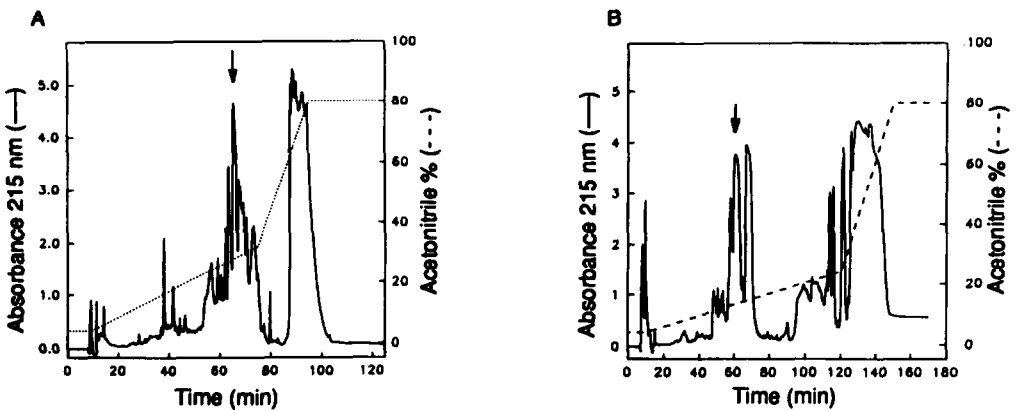 A
Absorbance 215 nm (—)
5.0
4.0
3.0
2.0
1.0
0.0
0 20 40 60 80 100 120
Time (min)
100
80
60
40
20
0
Acetonitrile % (---)
B
Absorbance 215 nm (—)
5
4
3
2
1
0
0 20 40 60 80 100 120 140 160 180
Time (min)
100
80
60
40
20
0
Acetonitrile % (---)